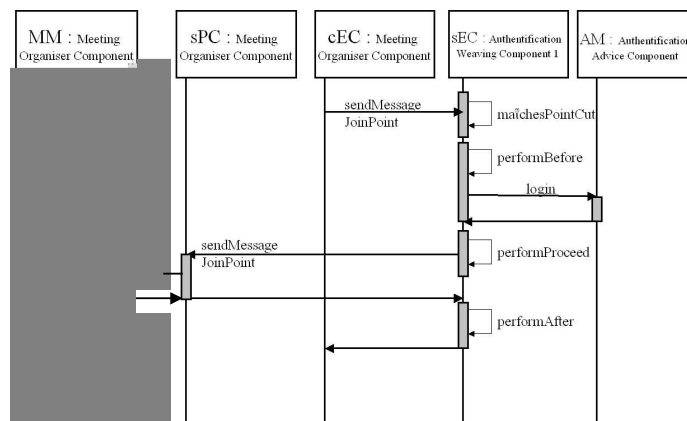 MM : Meeting
Organiser Component
sPC : Meeting
Organiser Component
cEC : Meeting
Organiser Component
sEC : Authentification
Weaving Component 1
AM : Authentification
Advice Component
sendMessage
JoinPoint
matchesPointCut
performBefore
login
sendMessage
JoinPoint
performProceed
performAfter